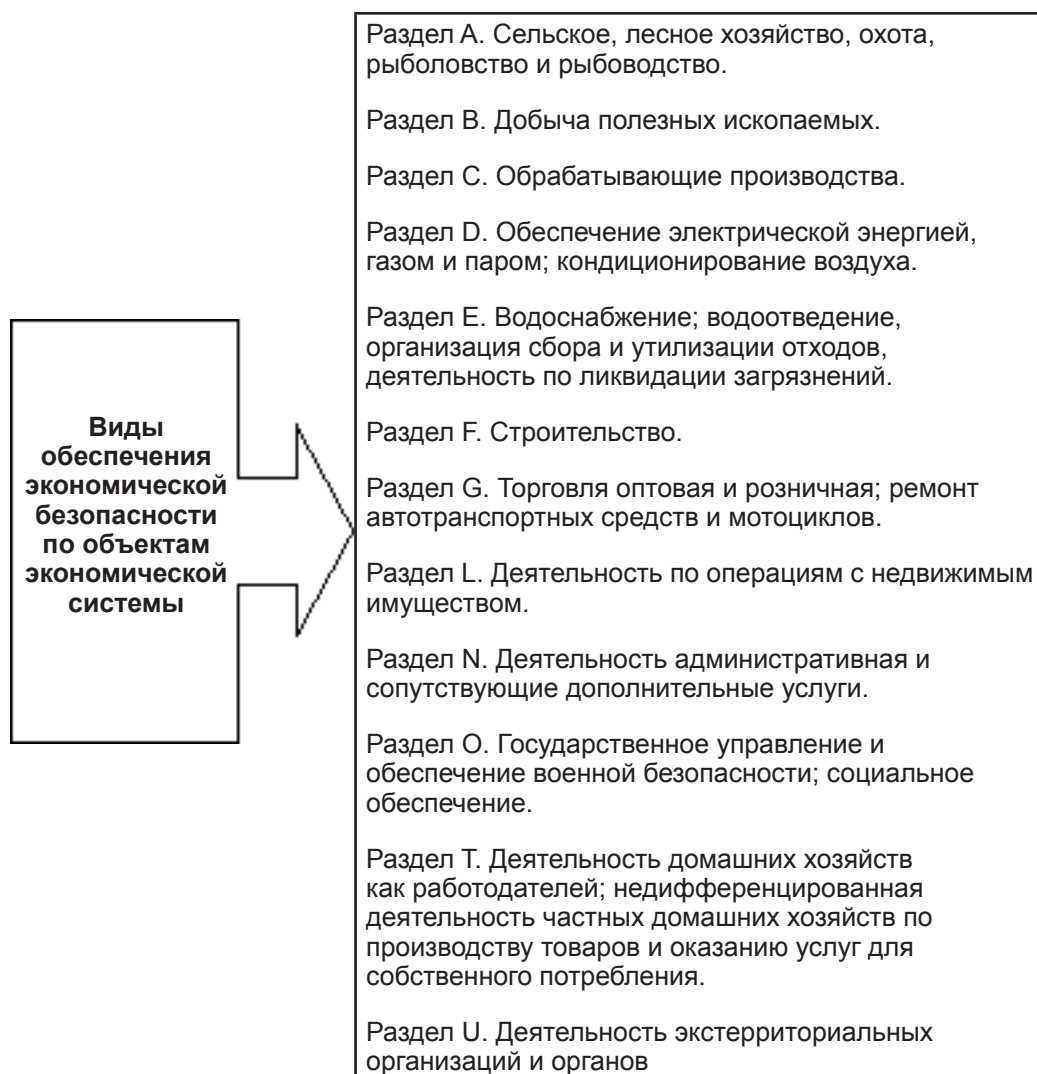 Раздел A. Сельское, лесное хозяйство, охота,
рыболовство и рыбоводство.
Раздел B. Добыча полезных ископаемых.
Раздел C. Обрабатывающие производства.
Раздел D. Обеспечение электрической энергией,
газом и паром; кондиционирование воздуха.
Раздел E. Водоснабжение; водоотведение,
организация сбора и утилизации отходов,
деятельность по ликвидации загрязнений.
Раздел F. Строительство.
Раздел G. Торговля оптовая и розничная; ремонт
автотранспортных средств и мотоциклов.
Раздел L. Деятельность по операциям с недвижимым
имуществом.
Раздел N. Деятельность административная и
сопутствующие дополнительные услуги.
Раздел O. Государственное управление и
обеспечение военной безопасности; социальное
обеспечение.
Раздел T. Деятельность домашних хозяйств
как работодателей; недифференцированная
деятельность частных домашних хозяйств по
производству товаров и оказанию услуг для
собственного потребления.
Раздел U. Деятельность экстерриториальных
организаций и органов
Виды
обеспечения
экономической
безопасности
по объектам
экономической
системы